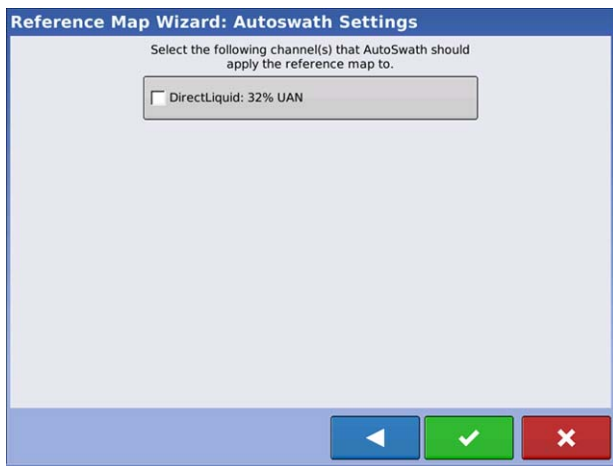 Reference Map Wizard: Autoswath Settings
Select the following channel(s) that AutoSwath should
apply the reference map to.
DirectLiquid: 32% UAN